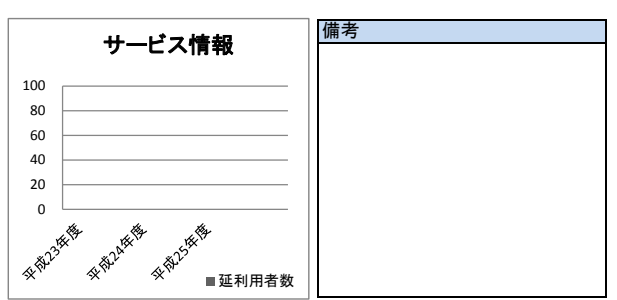 サービス情報
100
80
60
40
20
0
平成23年度
平成24年度
平成25年度
延利用者数
備考